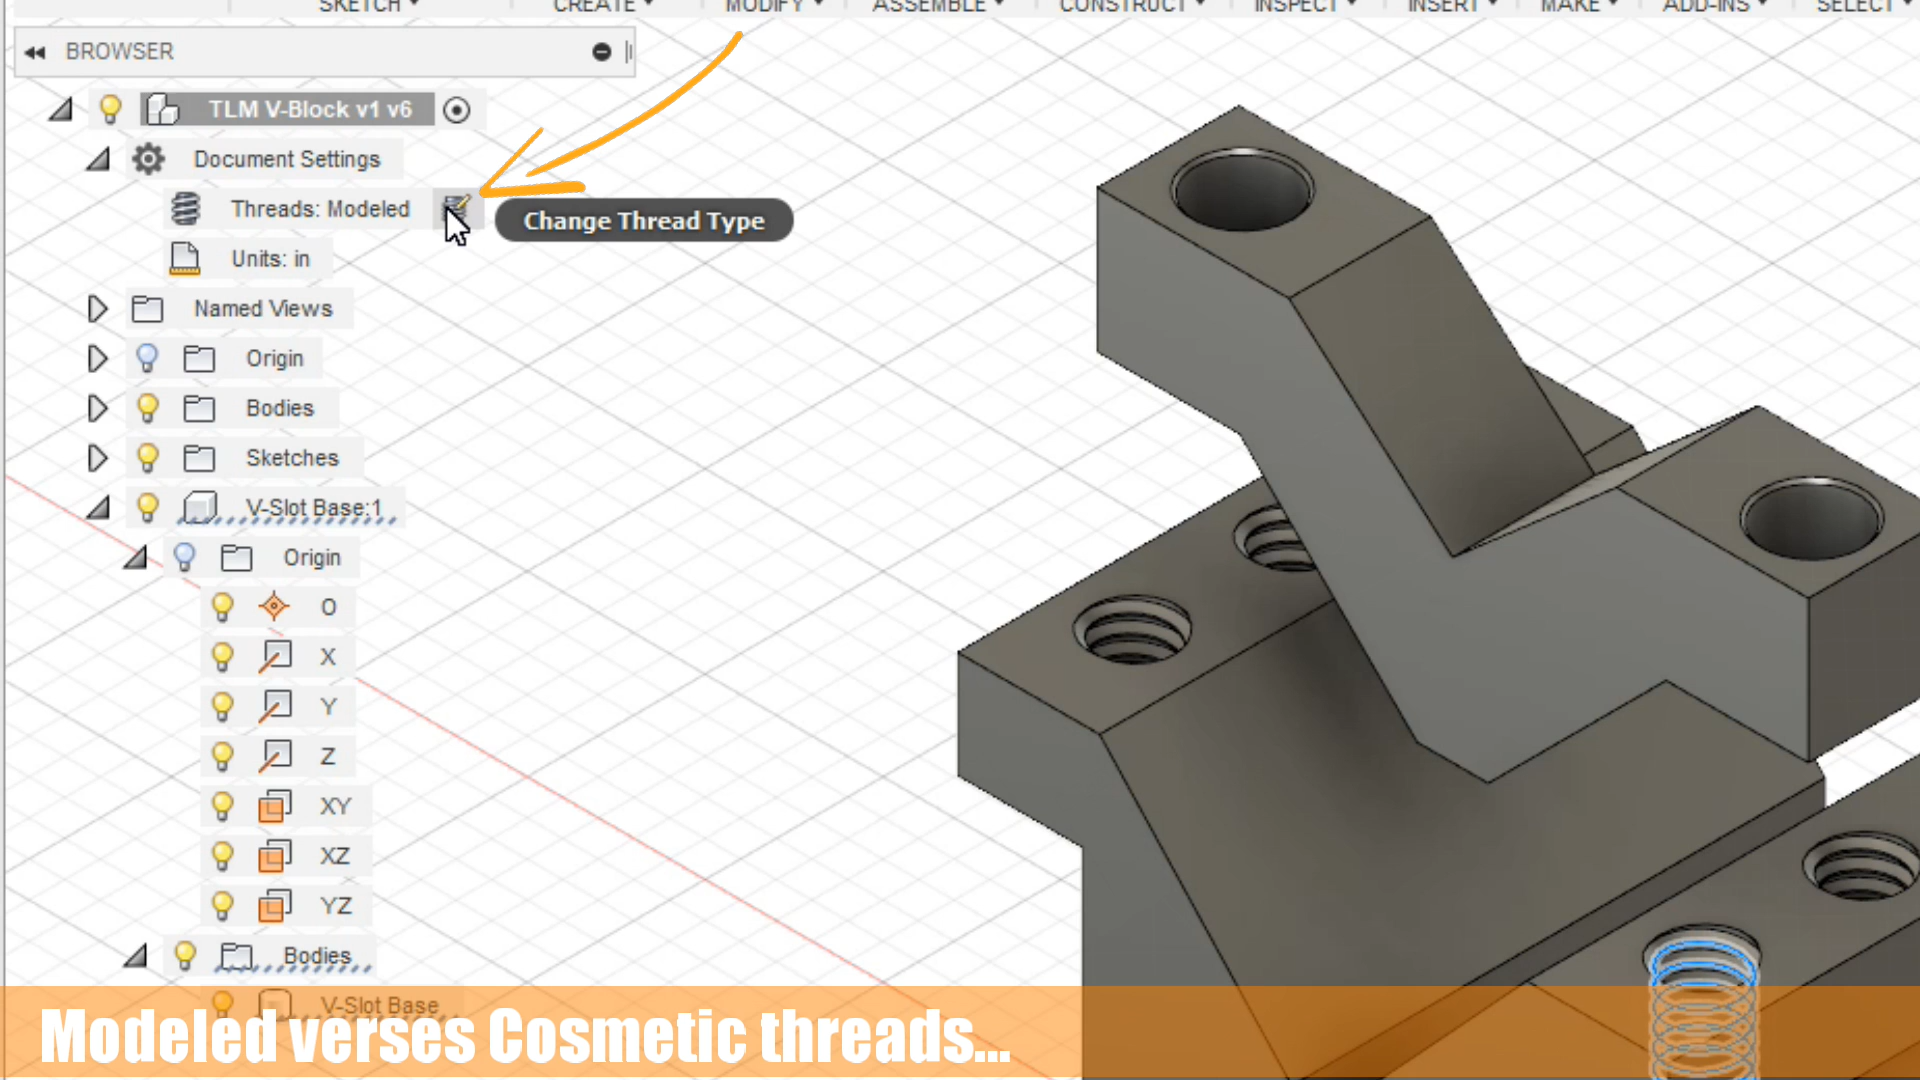 SKETCH CREATE MODIFY ASSEMBLE CONSTRUCT INSPECT INSERT MAKE ADD-INS SELECT
BROWSER
TLM V-Block v1 v6
Document Settings
Threads: Modeled
Change Thread Type
Units: in
Named Views
Origin
Bodies
Sketches
V-Slot Base:1
Origin
O
X
Y
Z
XY
XZ
YZ
Bodies
V-Slot Base
Modeled verses Cosmetic threads...